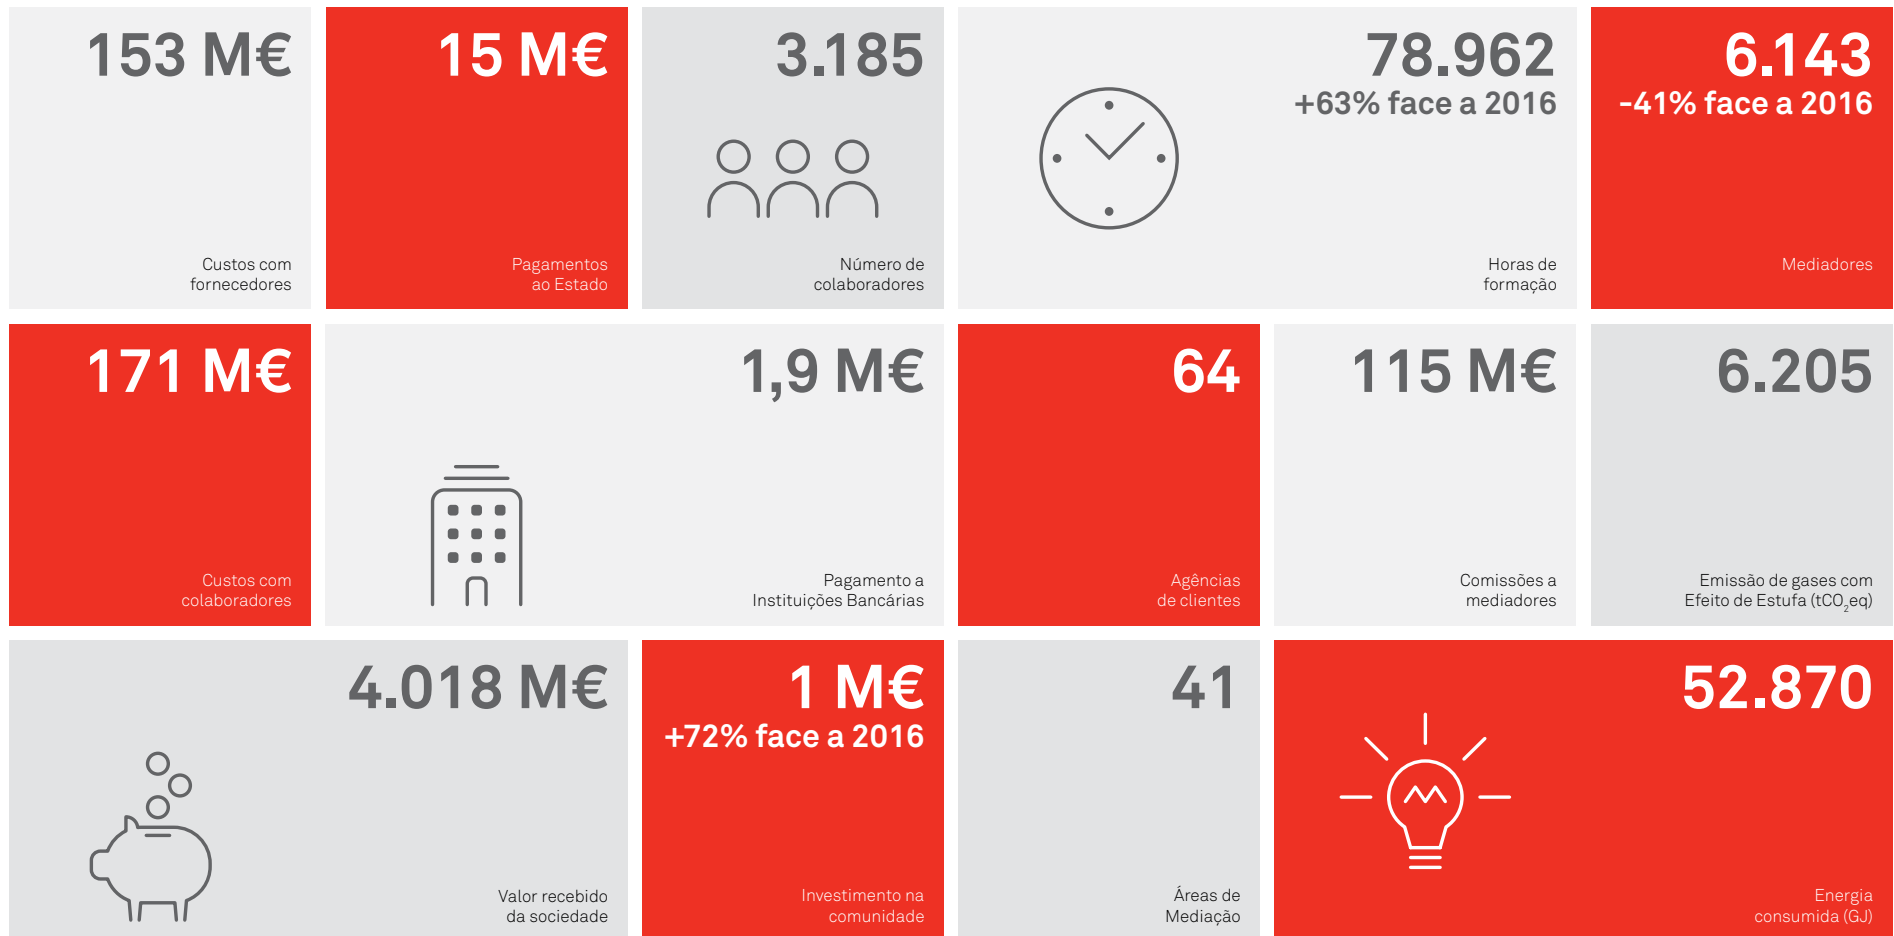 153 M€
Custos com
fornecedores
15 M€
Pagamentos
ao Estado
3.185
Número de
colaboradores
78.962
+63% face a 2016
Horas de
formação
6.143
-41% face a 2016
Mediadores
171 M€
Custos com
colaboradores
1,9 M€
Pagamento a
Instituições Bancárias
64
Agências
de clientes
115 M€
Comissões a
mediadores
6.205
Emissão de gases com
Efeito de Estufa (tCO₂eq)
4.018 M€
Valor recebido
da sociedade
1 M€
+72% face a 2016
Investimento na
comunidade
41
Áreas de
Mediação
52.870
Energia
consumida (GJ)